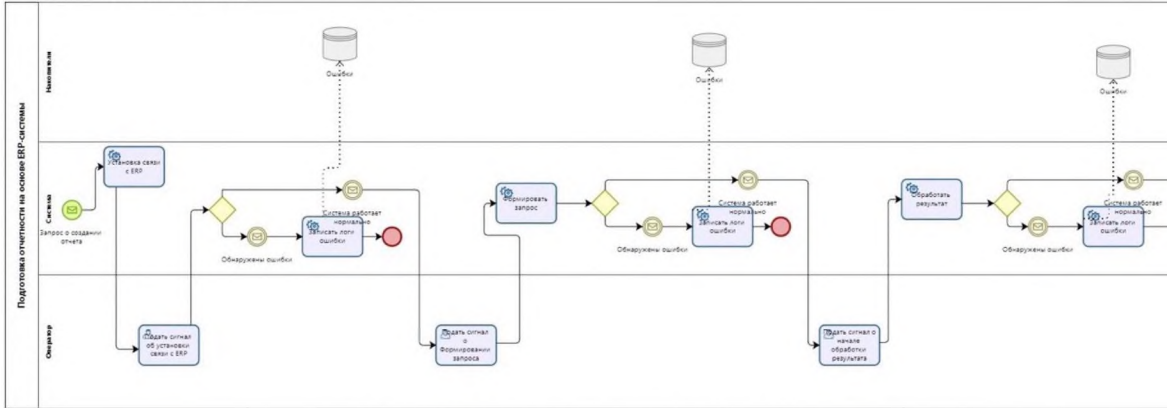 Подготовка отчетности на основе ERP-системы
Накопители
Ошибки
Ошибки
Ошибки
Система
Запрос о создании
отчета
Установка связи
с ERP
Обнаружены ошибки
Записать логи
ошибки
Система работает
нормально
Формировать
запрос
Обнаружены ошибки
Записать логи
ошибки
Система работает
нормально
Обработать
результат
Обнаружены ошибки
Записать логи
ошибки
Система работает
нормально
Оператор
Подать сигнал
об установки
связи с ERP
Подать сигнал
о
Формировании
запроса
Подать сигнал о
начале
обработки
результата